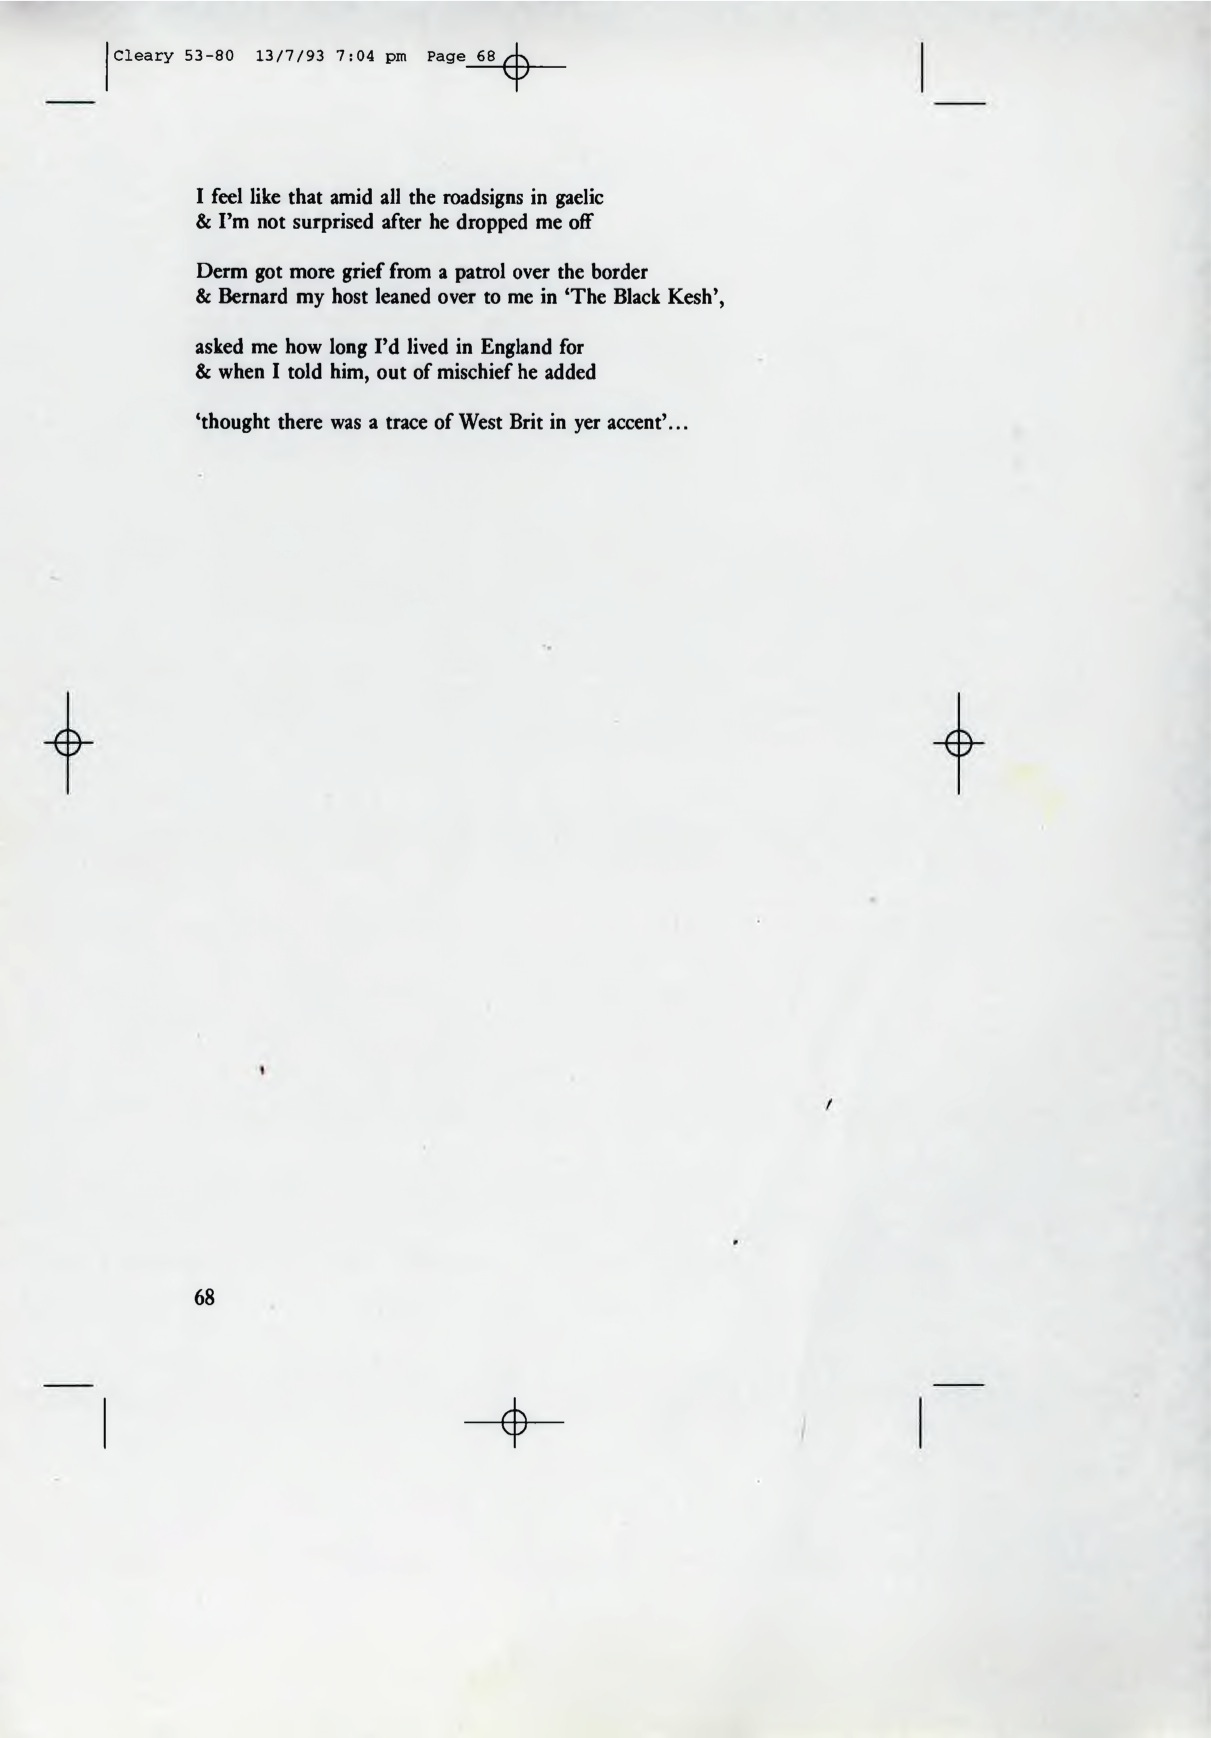 Cleary 53-80 13/7/93 7:04 pm Page 68
I feel like that amid all the roadsigns in gaelic
& I'm not surprised after he dropped me off
Derm got more grief from a patrol over the border
& Bernard my host leaned over to me in ‘The Black Kesh’,
asked me how long I'd lived in England for
& when I told him, out of mischief he added
‘thought there was a trace of West Brit in yer accent’...
68